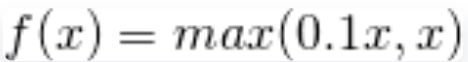 f(x) = max(0.1x, x)